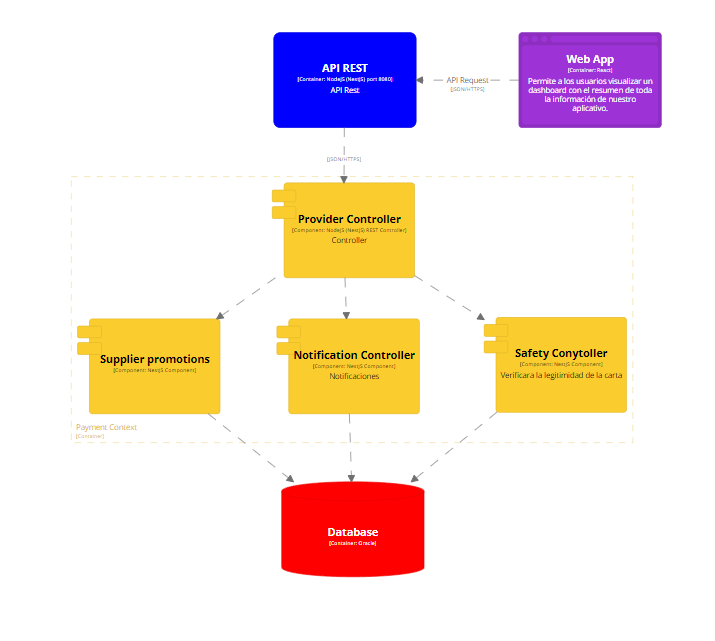 API REST
[Container: NodeJS (NestJS) port 8080]
API Rest
API Request
[JSON/HTTPS]
Web App
[Container: React]
Permite a los usuarios visualizar un
dashboard con el resumen de toda
la información de nuestro
aplicativo.
[JSON/HTTPS]
Provider Controller
[Component: NodeJS (NestJS) REST Controller]
Controller
Supplier promotions
[Component: NestJS Component]
Notification Controller
[Component: NestJS Component]
Notificaciones
Safety Conytoller
[Component: NestJS Component]
Verificara la legitimidad de la carta
Payment Context
[Container]
Database
[Container: Oracle]